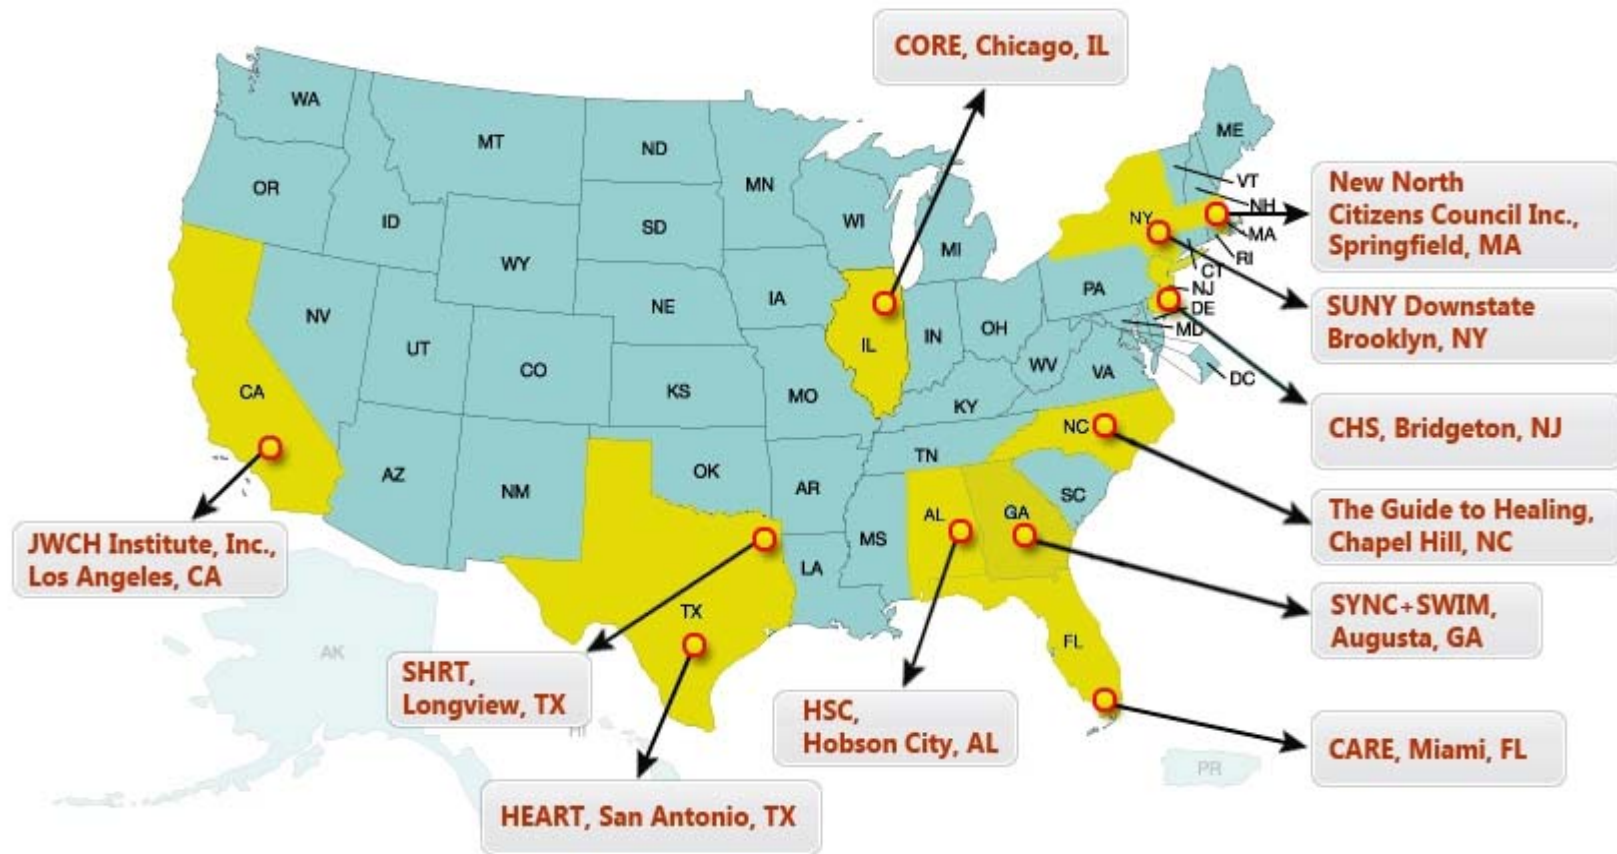 CORE, Chicago, IL
WA
MT
ND
MN
ME
OR
ID
SD
WI
MI
NY
VT
NH
MA
RI
CT
New North
Citizens Council Inc.,
Springfield, MA
WY
NE
IA
PA
NJ
DE
MD
DC
SUNY Downstate
Brooklyn, NY
NV
UT
CO
KS
MO
IL
IN
OH
WV
VA
KY
CA
CHS, Bridgeton, NJ
AZ
NM
OK
AR
TN
NC
SC
MS
AL
GA
LA
TX
FL
The Guide to Healing,
Chapel Hill, NC
JWCH Institute, Inc.,
Los Angeles, CA
SYNC+SWIM,
Augusta, GA
AK
SHRT,
Longview, TX
HI
HSC,
Hobson City, AL
CARE, Miami, FL
PR
HEART, San Antonio, TX